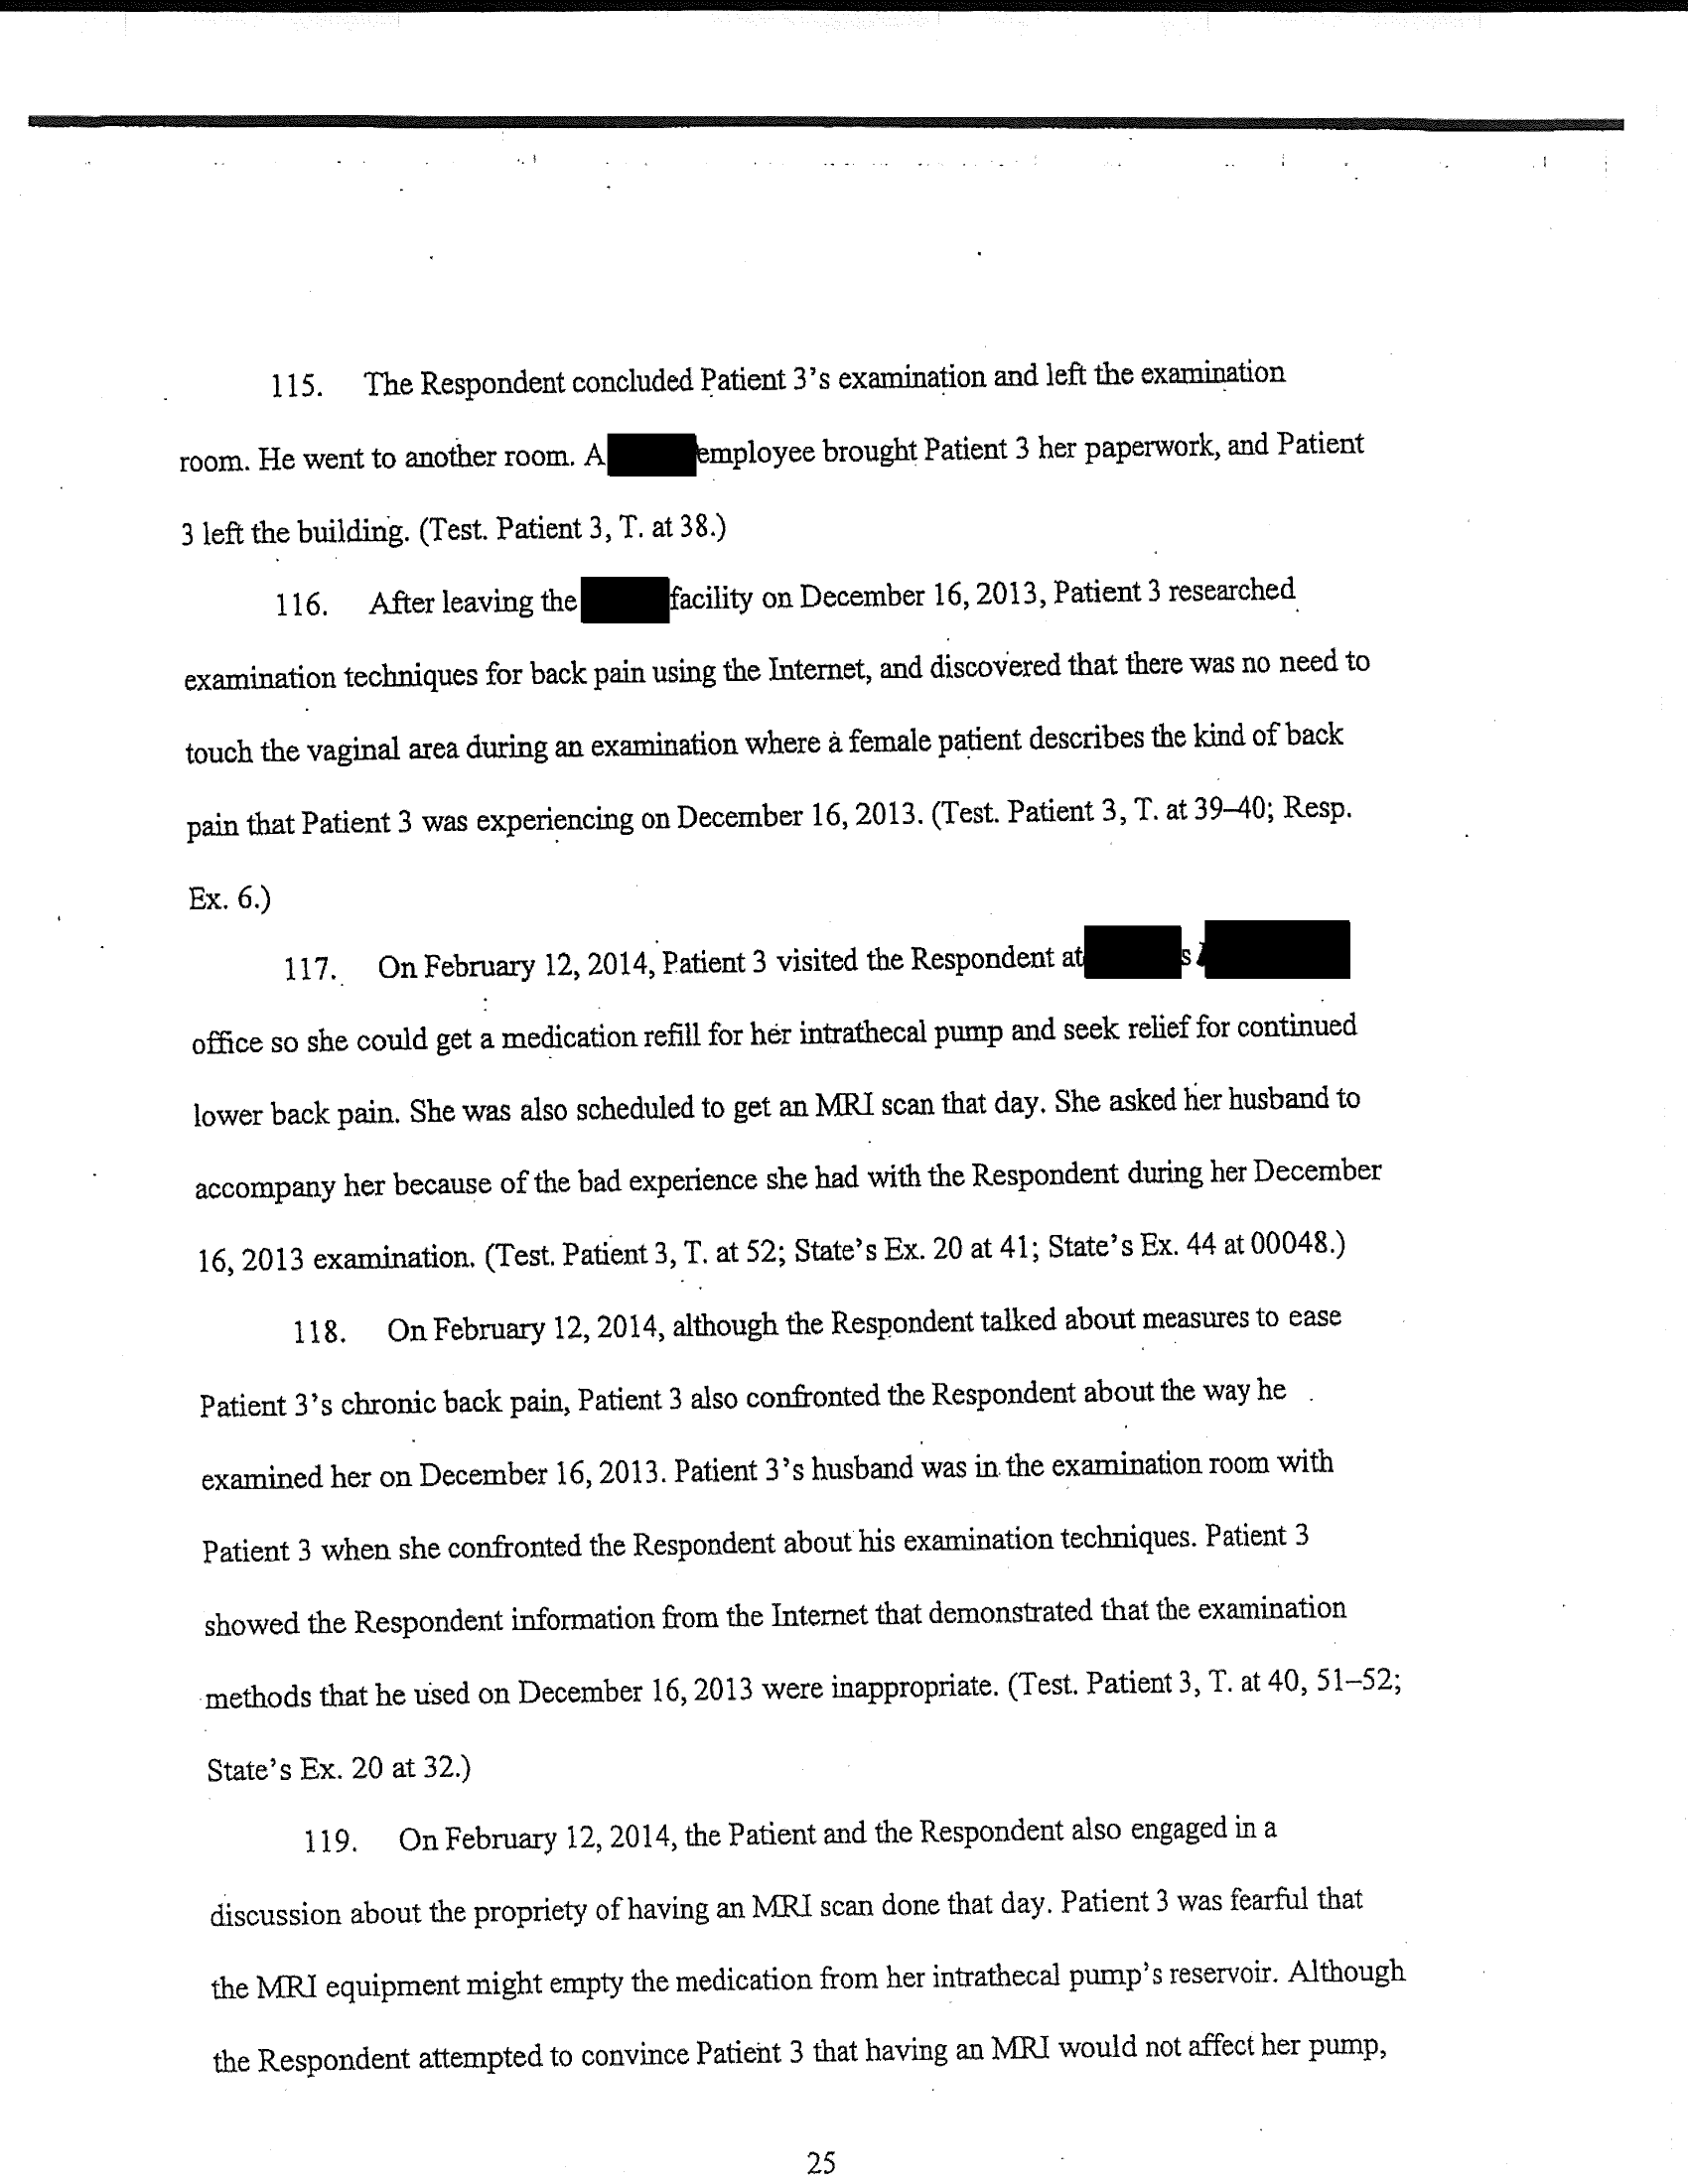 115. The Respondent concluded Patient 3's examination and left the examination
room. He went to another room. A employee brought Patient 3 her paperwork, and Patient
3 left the building. (Test. Patient 3, T. at 38.)
116. After leaving the facility on December 16, 2013, Patient 3 researched
examination techniques for back pain using the Internet, and discovered that there was no need to
touch the vaginal area during an examination where a female patient describes the kind of back
pain that Patient 3 was experiencing on December 16, 2013. (Test. Patient 3, T. at 39–40; Resp.
Ex. 6.)
117. On February 12, 2014, Patient 3 visited the Respondent at s
office so she could get a medication refill for her intrathecal pump and seek relief for continued
lower back pain. She was also scheduled to get an MRI scan that day. She asked her husband to
accompany her because of the bad experience she had with the Respondent during her December
16, 2013 examination. (Test. Patient 3, T. at 52; State's Ex. 20 at 41; State's Ex. 44 at 00048.)
118. On February 12, 2014, although the Respondent talked about measures to ease
Patient 3's chronic back pain, Patient 3 also confronted the Respondent about the way he
examined her on December 16, 2013. Patient 3's husband was in the examination room with
Patient 3 when she confronted the Respondent about his examination techniques. Patient 3
showed the Respondent information from the Internet that demonstrated that the examination
methods that he used on December 16, 2013 were inappropriate. (Test. Patient 3, T. at 40, 51–52;
State's Ex. 20 at 32.)
119. On February 12, 2014, the Patient and the Respondent also engaged in a
discussion about the propriety of having an MRI scan done that day. Patient 3 was fearful that
the MRI equipment might empty the medication from her intrathecal pump's reservoir. Although
the Respondent attempted to convince Patient 3 that having an MRI would not affect her pump,
25